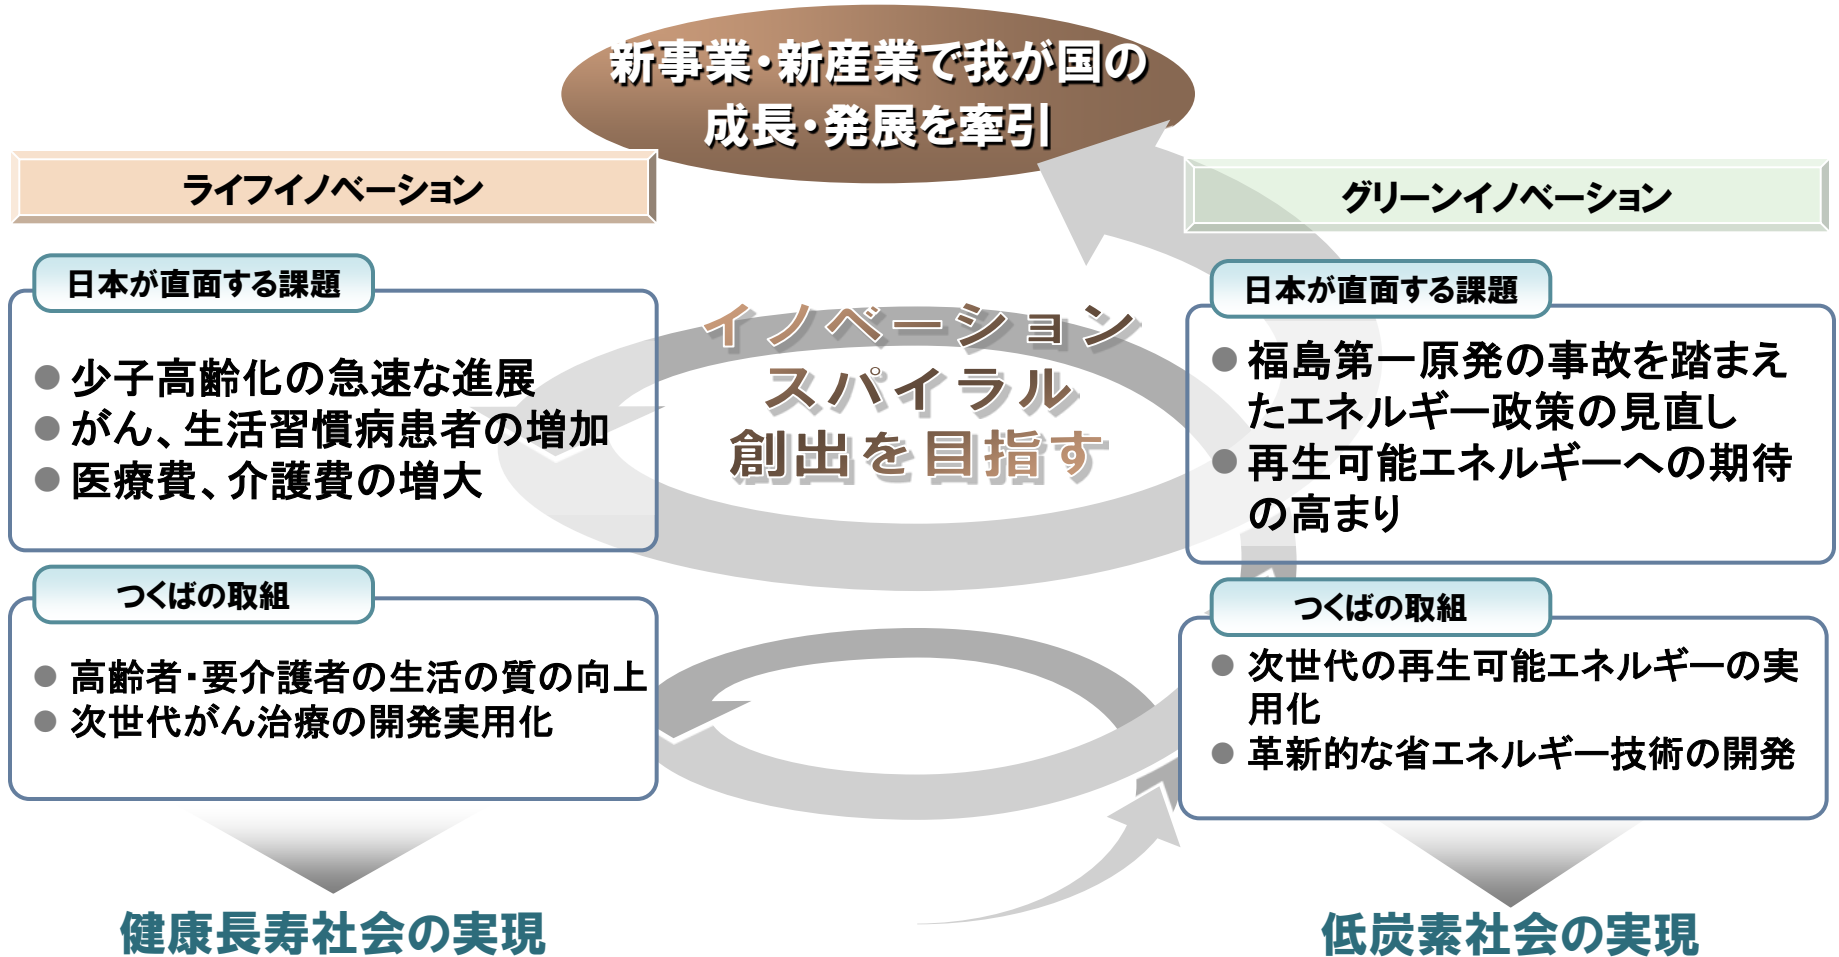 新事業・新産業で我が国の
成長・発展を牽引
ライフイノベーション
日本が直面する課題
● 少子高齢化の急速な進展
● がん、生活習慣病患者の増加
● 医療費、介護費の増大
つくばの取組
● 高齢者・要介護者の生活の質の向上
● 次世代がん治療の開発実用化
健康長寿社会の実現
イノベーション
スパイラル
創出を目指す
グリーンイノベーション
日本が直面する課題
● 福島第一原発の事故を踏まえ
たエネルギー政策の見直し
● 再生可能エネルギーへの期待
の高まり
つくばの取組
● 次世代の再生可能エネルギーの実
用化
● 革新的な省エネルギー技術の開発
低炭素社会の実現